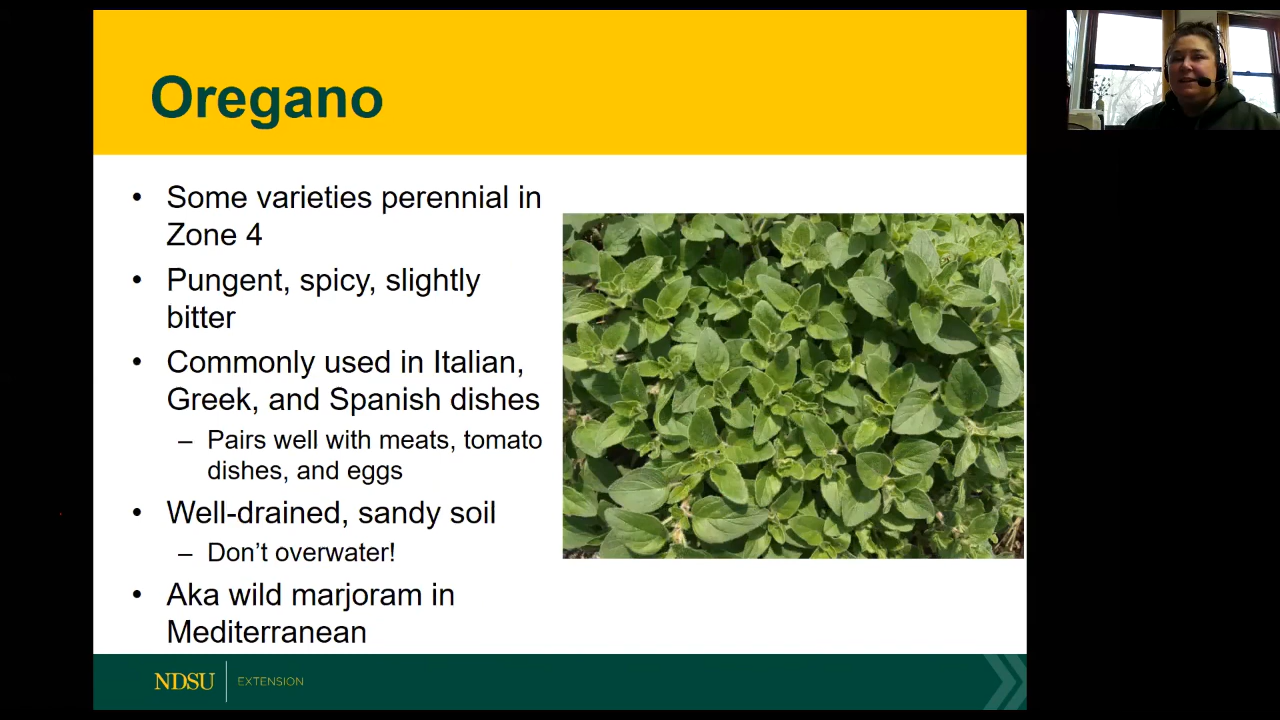 Oregano
• Some varieties perennial in
Zone 4
• Pungent, spicy, slightly
bitter
• Commonly used in Italian,
Greek, and Spanish dishes
– Pairs well with meats, tomato
dishes, and eggs
• Well-drained, sandy soil
– Don’t overwater!
• Aka wild marjoram in
Mediterranean
NDSU EXTENSION